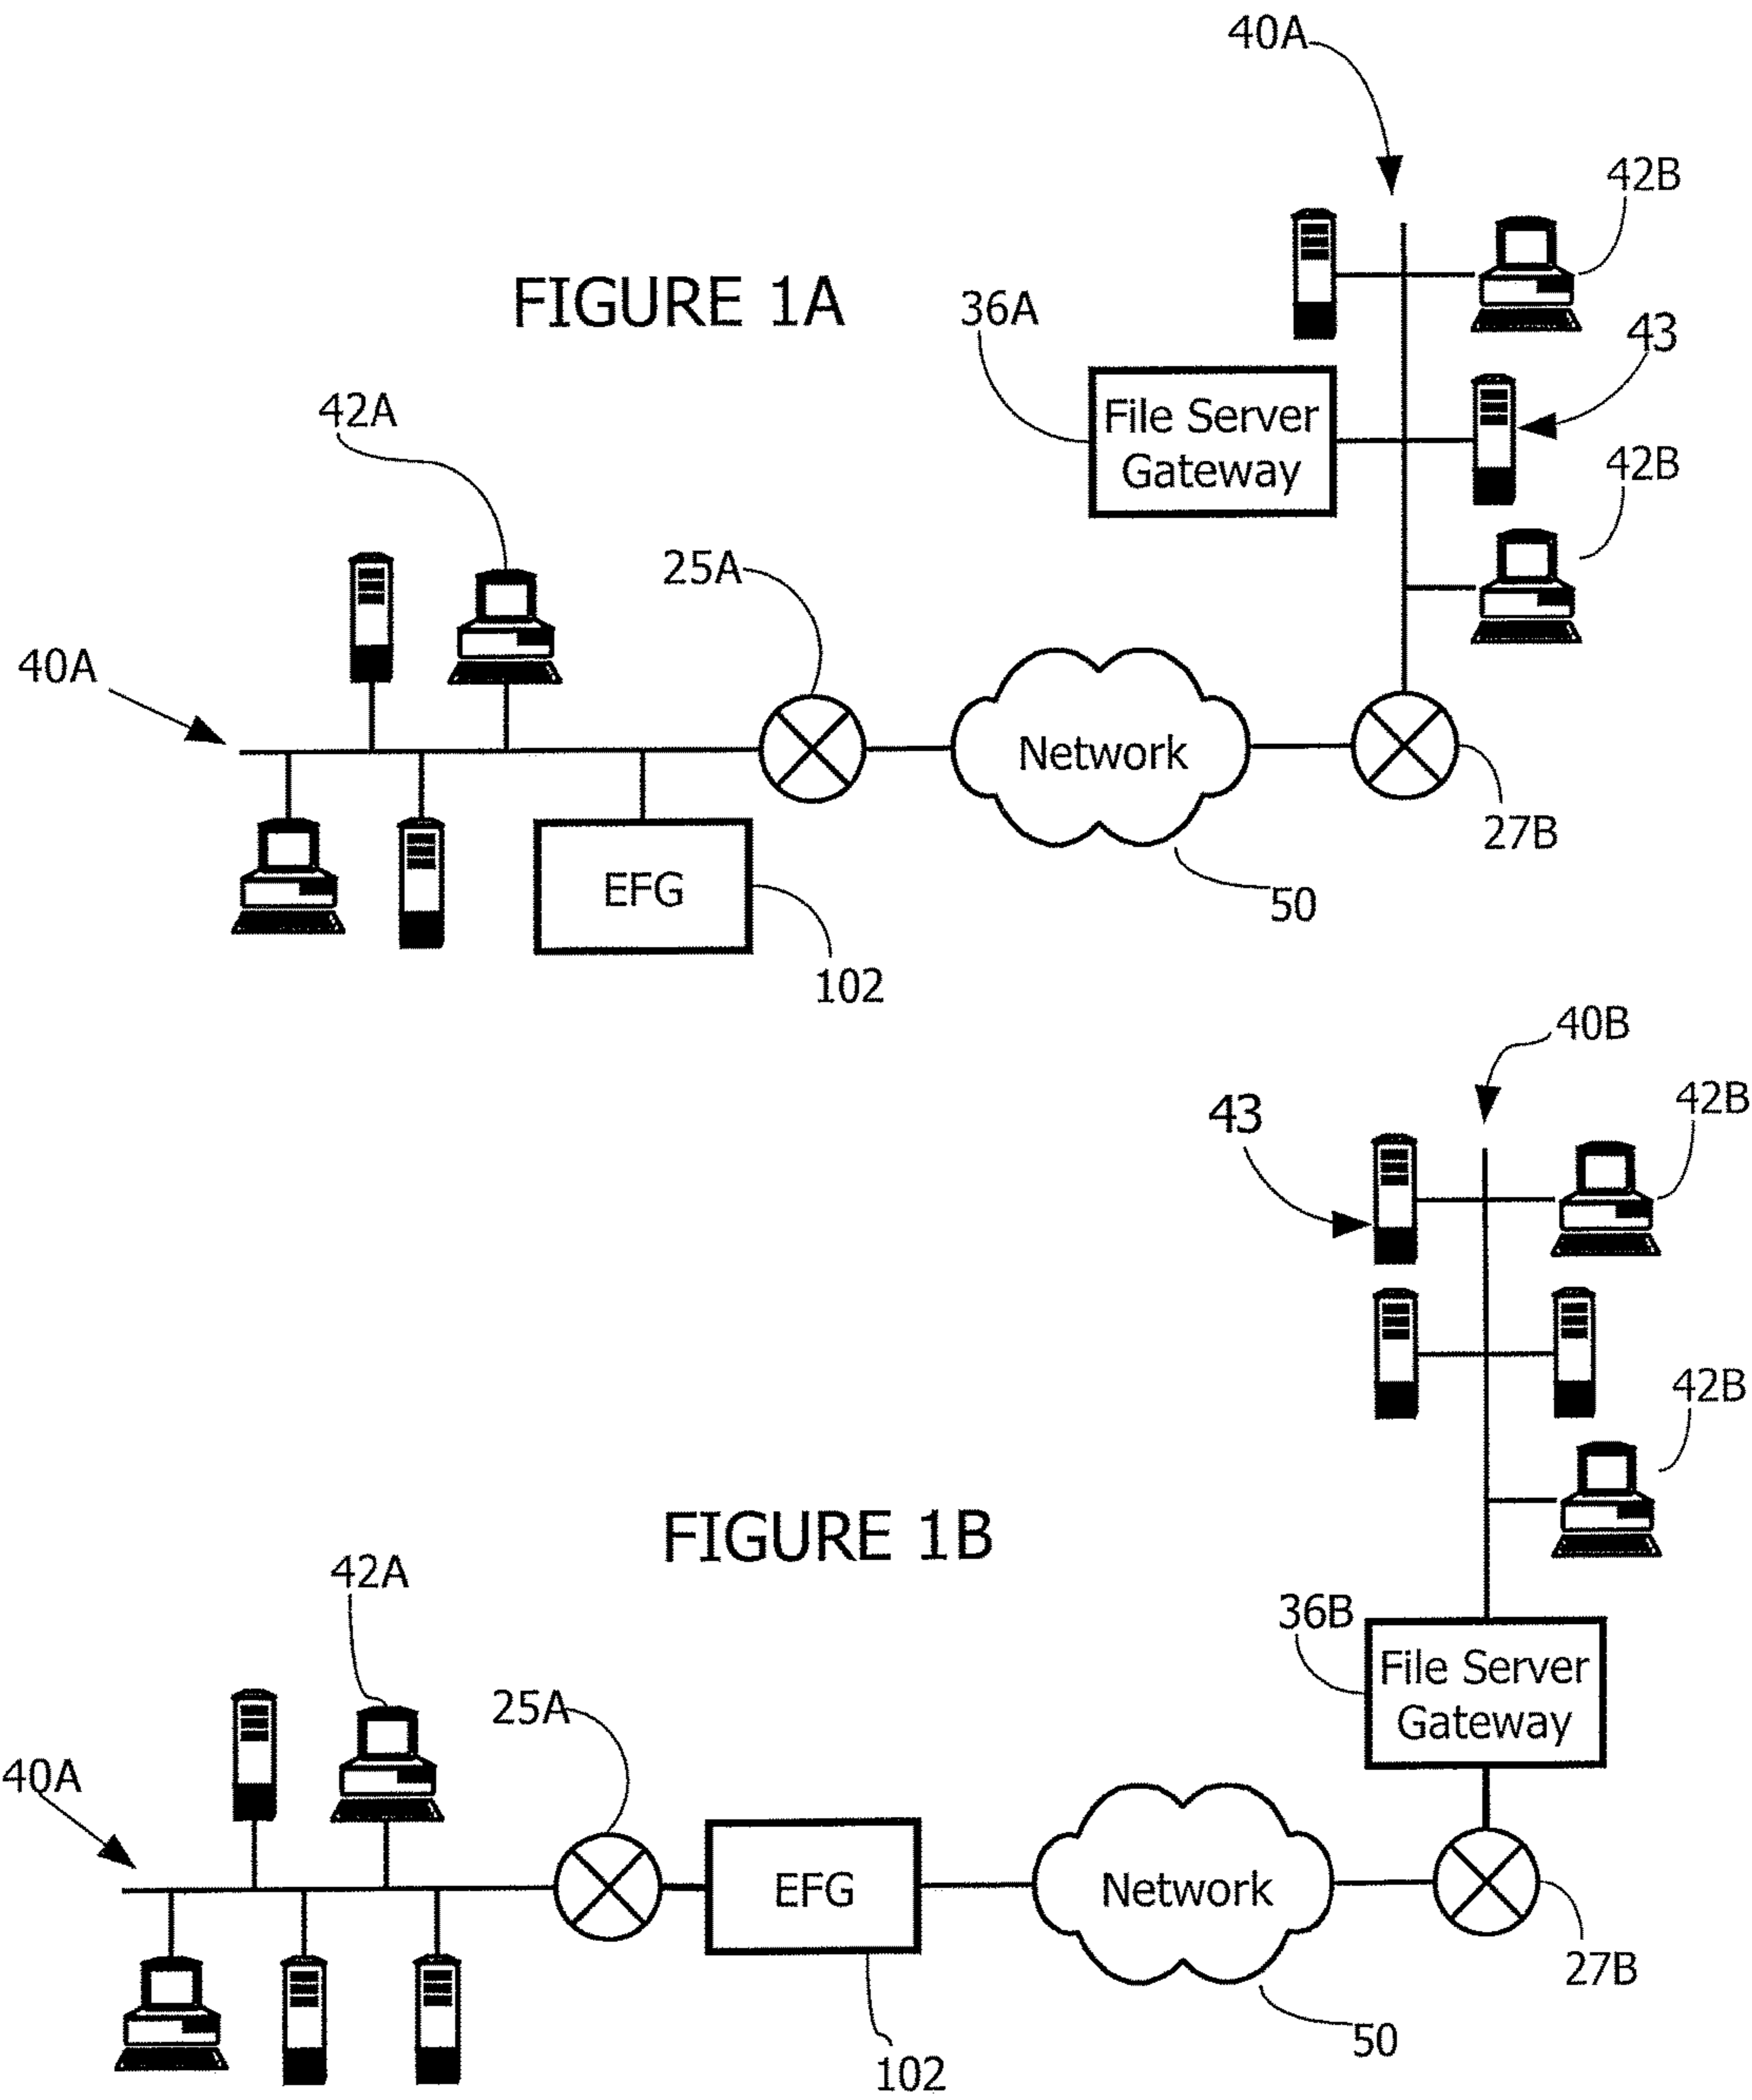 40A
42B
FIGURE 1A
36A
43
File Server
Gateway
42A
42B
25A
40A
Network
27B
EFG
50
102
40B
42B
43
42B
FIGURE 1B
42A
36B
File Server
Gateway
25A
40A
EFG
Network
27B
50
102